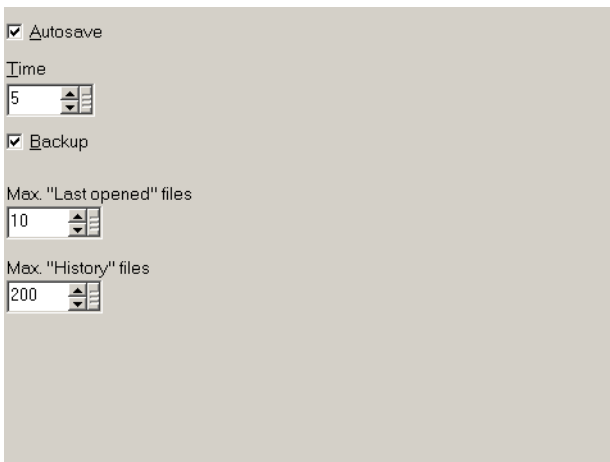 Autosave
Time
5
Backup
Max. "Last opened" files
10
Max. "History" files
200